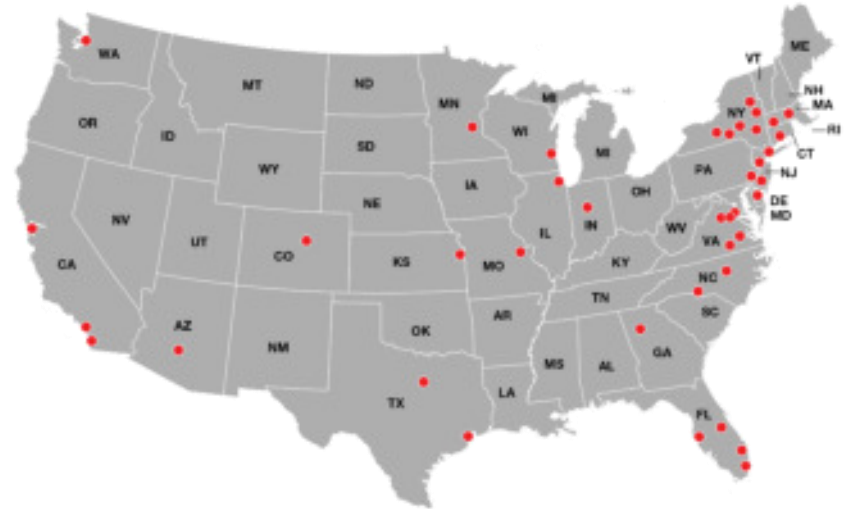 ME
VT
WA
NH
MT
ND
MI
MA
MN
NY
OR
WI
RI
ID
SD
MI
CT
WY
PA
NJ
IA
OH
NE
DE
MD
NV
IL
IN
WV
UT
CO
VA
KS
MO
KY
CA
NC
TN
SC
AZ
OK
AR
NM
GA
MS
AL
LA
TX
FL